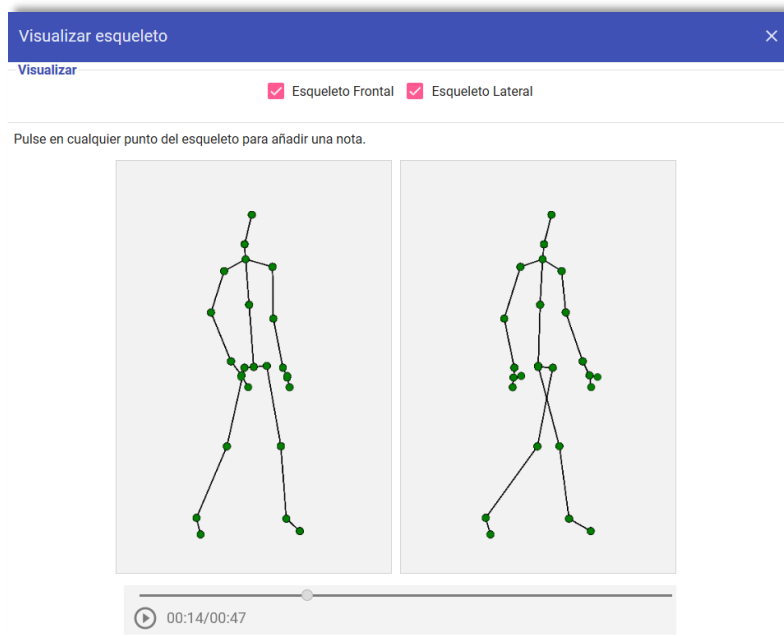 Visualizar esqueleto
Visualizar
Esqueleto Frontal Esqueleto Lateral
Pulse en cualquier punto del esqueleto para añadir una nota.
00:14/00:47